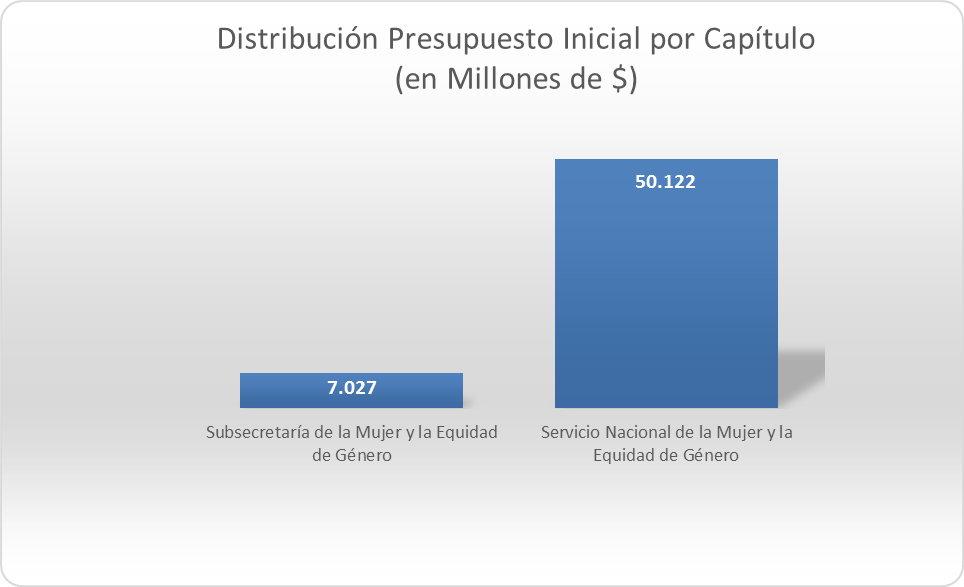 Distribución Presupuesto Inicial por Capítulo
(en Millones de $)
50.122
7.027
Subsecretaría de la Mujer y la Equidad
de Género
Servicio Nacional de la Mujer y la
Equidad de Género